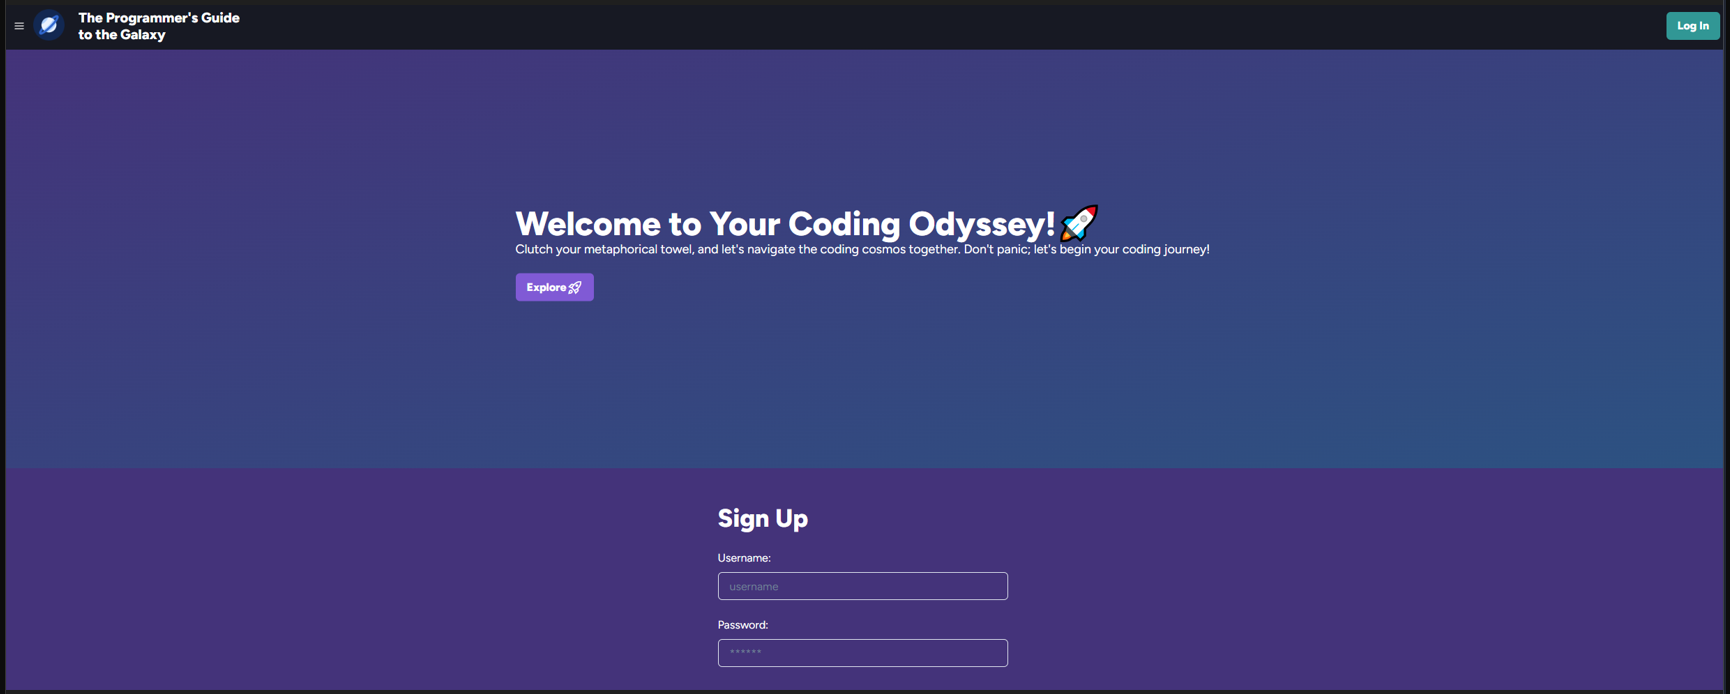 The Programmer's Guide
to the Galaxy
Log In
Welcome to Your Coding Odyssey!🚀
Clutch your metaphorical towel, and let's navigate the coding cosmos together. Don't panic; let's begin your coding journey!
Explore
Sign Up
Username:
username
Password:
******